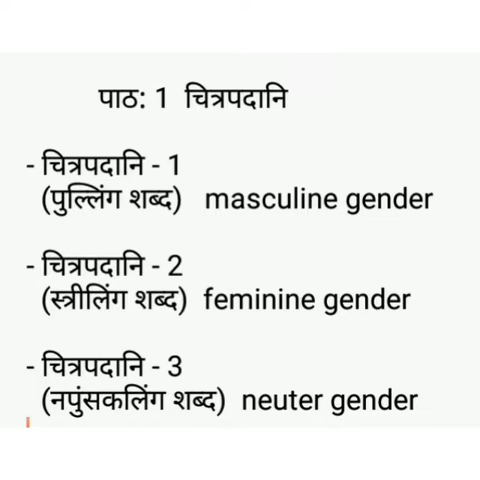 पाठ: 1 चित्रपदानि
- चित्रपदानि - 1
(पुल्लिंग शब्द) masculine gender
- चित्रपदानि - 2
(स्त्रीलिंग शब्द) feminine gender
- चित्रपदानि - 3
(नपुंसकलिंग शब्द) neuter gender